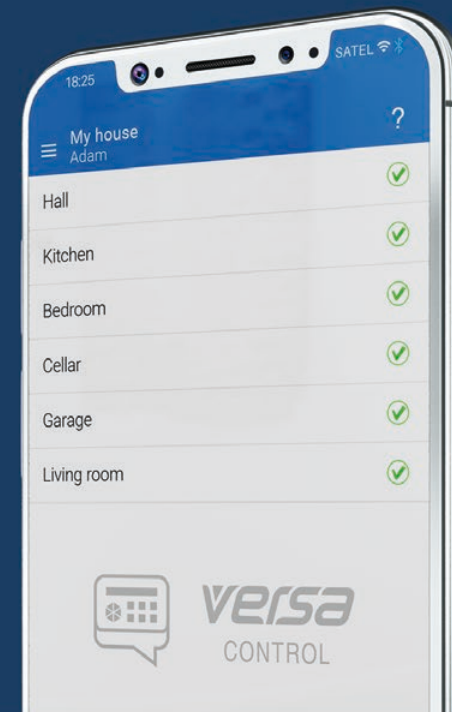 18:25
SATEL
My house
Adam
?
Hall
Kitchen
Bedroom
Cellar
Garage
Living room
VERSA
CONTROL